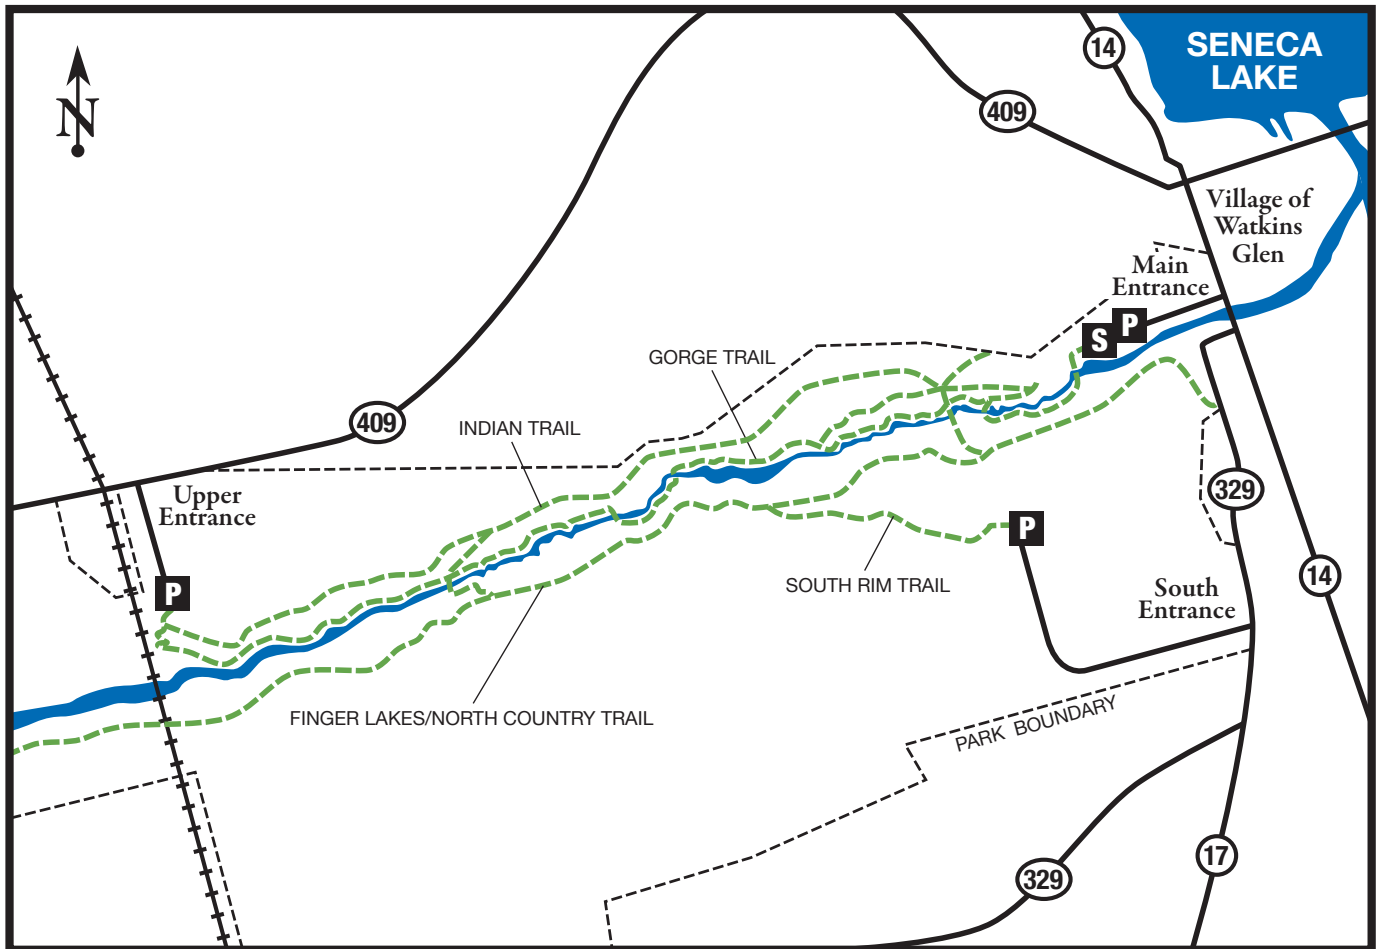 14
SENECA
LAKE
409
N
Village of
Watkins
Glen
Main
Entrance
P
S
GORGE TRAIL
409
INDIAN TRAIL
Upper
Entrance
329
P
P
SOUTH RIM TRAIL
South
Entrance
14
FINGER LAKES/NORTH COUNTRY TRAIL
PARK BOUNDARY
329
17